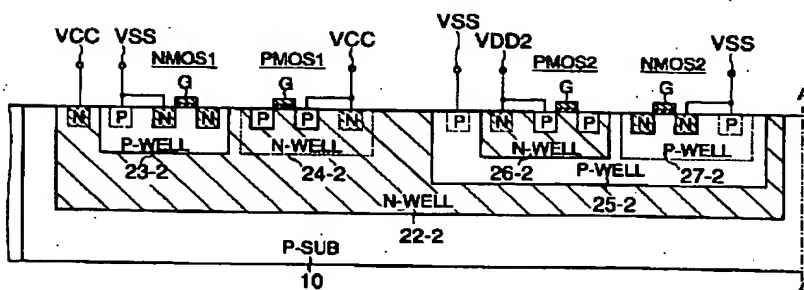 VCC VSS NMOS1 PMOS1 VCC VSS VDD2 PMOS2 NMOS2 VSS
G G G G A
N P N N P P N P N P P N N P
P-WELL N-WELL N-WELL P-WELL
23-2 24-2 26-2 P-WELL 27-2
N-WELL 25-2
22-2
P-SUB
10